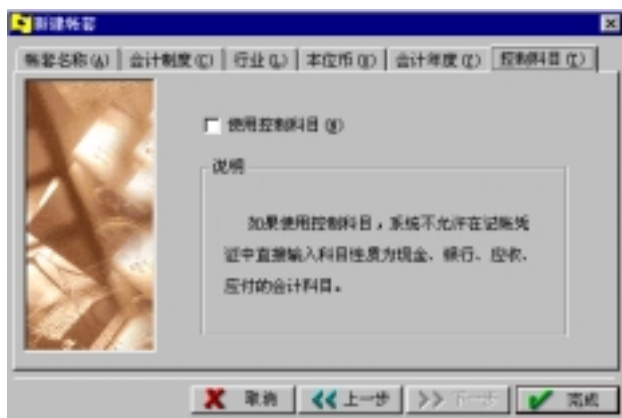 新建帐套
帐套名称(A) 会计制度(C) 行业(L) 本位币(Q) 会计年度(Y) 控制科目(T)
使用控制科目
说明
如果使用控制科目，系统不允许在记账凭
证中直接输入科目性质为现金、银行、应收、
应付的会计科目。
取消 上一步 下一步 完成